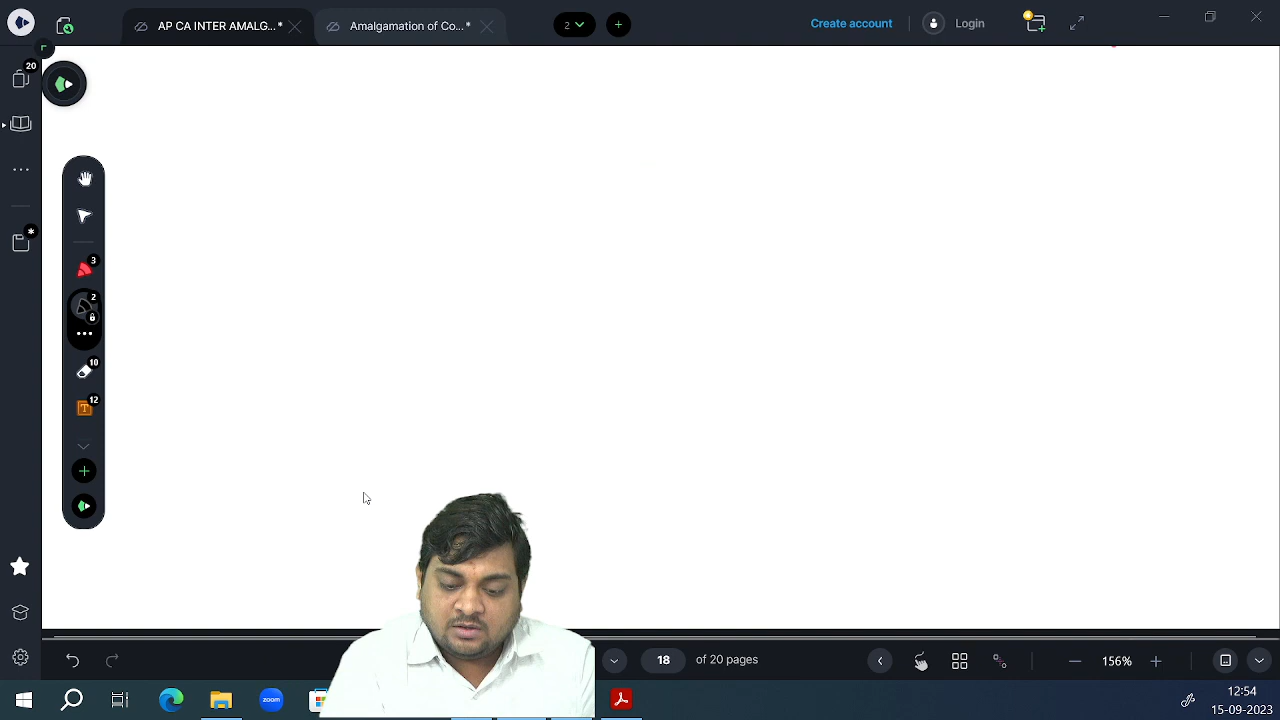 AP CA INTER AMALG...*
Amalgamation of Co... *
2
Create account
Login
20
3
2
10
12
18
of 20 pages
156%
zoom
12:54
15-09-2023